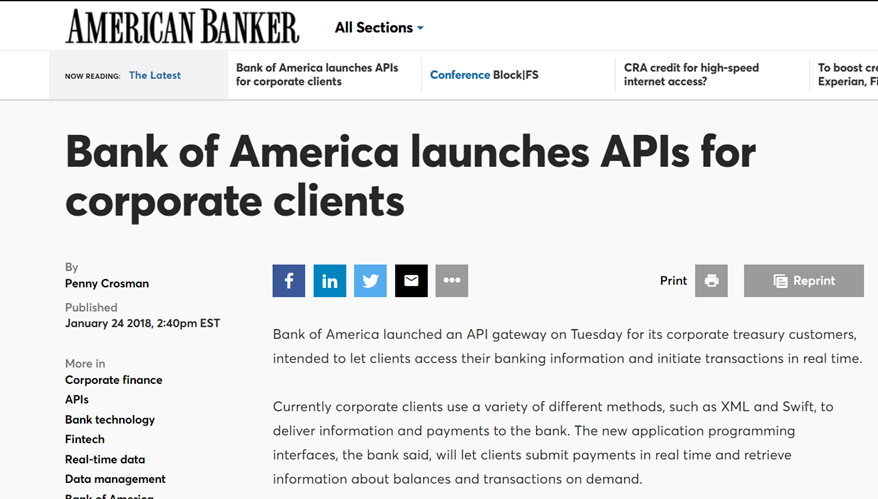 AMERICAN BANKER
All Sections
NOW READING: The Latest
Bank of America launches APIs
for corporate clients
Conference Block|FS
CRA credit for high-speed
internet access?
To boost cre
Experian, Fi
Bank of America launches APIs for
corporate clients
By
Penny Crosman
Published
January 24 2018, 2:40pm EST
More in
Corporate finance
APIs
Bank technology
Fintech
Real-time data
Data management
Bank of America
f
in
Print
Reprint
Bank of America launched an API gateway on Tuesday for its corporate treasury customers,
intended to let clients access their banking information and initiate transactions in real time.
Currently corporate clients use a variety of different methods, such as XML and Swift, to
deliver information and payments to the bank. The new application programming
interfaces, the bank said, will let clients submit payments in real time and retrieve
information about balances and transactions on demand.